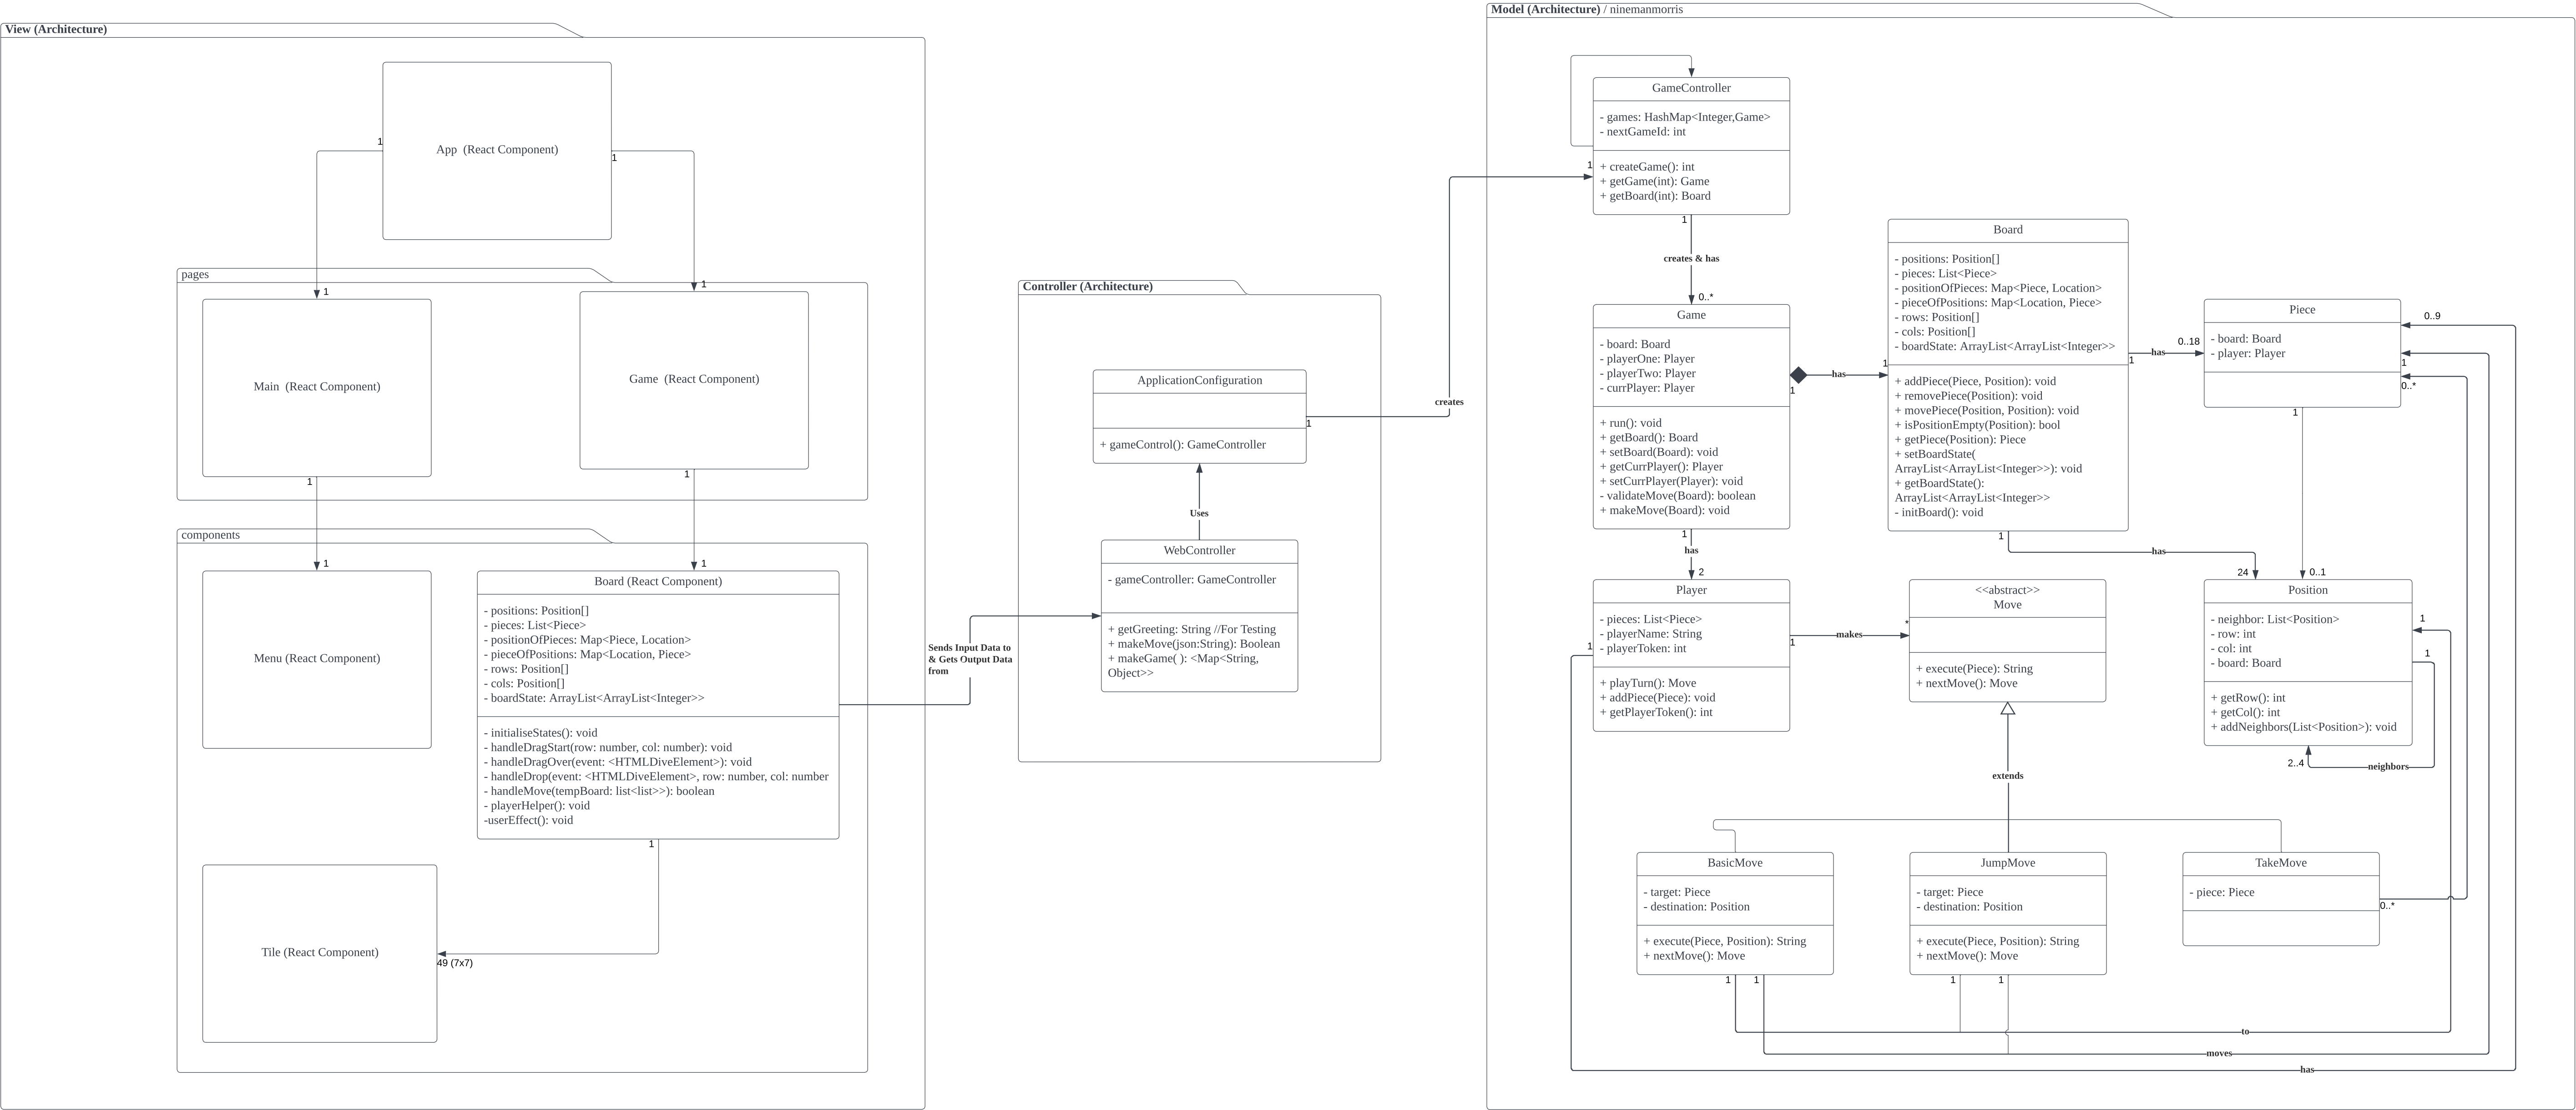 View (Architecture)
App  (React Component)
1
1
pages
1
1
Main  (React Component)
Game  (React Component)
1
1
components
1
1
Menu (React Component)
Board (React Component)
- positions: Position[]
- pieces: List<Piece>
- positionOfPieces: Map<Piece, Location>
- pieceOfPositions: Map<Location, Piece>
- rows: Position[]
- cols: Position[]
- boardState: ArrayList<ArrayList<Integer>>
- initialiseStates(): void
- handleDragStart(row: number, col: number): void
- handleDragOver(event: <HTMLDiveElement>): void
- handleDrop(event: <HTMLDiveElement>, row: number, col: number
- handleMove(tempBoard: list<list>>): boolean
- playerHelper(): void
-userEffect(): void
1
Tile (React Component)
49 (7x7)
Sends Input Data to
& Gets Output Data
from
Controller (Architecture)
ApplicationConfiguration
+ gameControl(): GameController
1
Uses
WebController
- gameController: GameController
+ getGreeting: String //For Testing
+ makeMove(json:String): Boolean
+ makeGame( ): <Map<String,
Object>>
creates
Model (Architecture) / ninemanmorris
GameController
- games: HashMap<Integer,Game>
- nextGameId: int
+ createGame(): int
+ getGame(int): Game
+ getBoard(int): Board
1
1
creates & has
0..*
Game
- board: Board
- playerOne: Player
- playerTwo: Player
- currPlayer: Player
+ run(): void
+ getBoard(): Board
+ setBoard(Board): void
+ getCurrPlayer(): Player
+ setCurrPlayer(Player): void
- validateMove(Board): boolean
+ makeMove(Board): void
1
has
1
1
has
2
Board
- positions: Position[]
- pieces: List<Piece>
- positionOfPieces: Map<Piece, Location>
- pieceOfPositions: Map<Location, Piece>
- rows: Position[]
- cols: Position[]
- boardState: ArrayList<ArrayList<Integer>>
+ addPiece(Piece, Position): void
+ removePiece(Position): void
+ movePiece(Position, Position): void
+ isPositionEmpty(Position): bool
+ getPiece(Position): Piece
+ setBoardState(
ArrayList<ArrayList<Integer>>): void
+ getBoardState():
ArrayList<ArrayList<Integer>>
- initBoard(): void
1
has
0..18
1
has
24
Piece
- board: Board
- player: Player
0..9
1
0..*
1
0..1
Player
- pieces: List<Piece>
- playerName: String
- playerToken: int
+ playTurn(): Move
+ addPiece(Piece): void
+ getPlayerToken(): int
1
1
makes
*
<<abstract>>
Move
+ execute(Piece): String
+ nextMove(): Move
extends
Position
- neighbor: List<Position>
- row: int
- col: int
- board: Board
+ getRow(): int
+ getCol(): int
+ addNeighbors(List<Position>): void
1
1
2..4
neighbors
BasicMove
- target: Piece
- destination: Position
+ execute(Piece, Position): String
+ nextMove(): Move
1
1
JumpMove
- target: Piece
- destination: Position
+ execute(Piece, Position): String
+ nextMove(): Move
1
1
TakeMove
- piece: Piece
0..*
to
moves
has